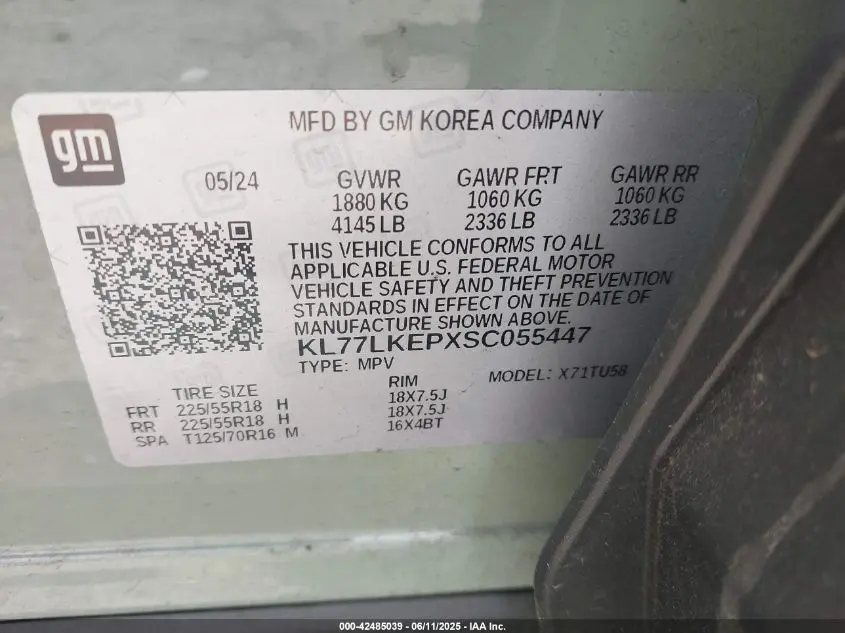 gm
MFD BY GM KOREA COMPANY
05/24 GVWR GAWR FRT GAWR RR
1880 KG 1060 KG 1060 KG
4145 LB 2336 LB 2336 LB
THIS VEHICLE CONFORMS TO ALL
APPLICABLE U.S. FEDERAL MOTOR
VEHICLE SAFETY AND THEFT PREVENTION
STANDARDS IN EFFECT ON THE DATE OF
MANUFACTURE SHOWN ABOVE.
KL77LKEPXSC055447
TYPE: MPV MODEL: X71TU58
TIRE SIZE RIM
FRT 225/55R18 H 18X7.5J
RR 225/55R18 H 18X7.5J
SPA T125/70R16 M 16X4BT
000-42485039 - 06/11/2025 - IAA Inc.